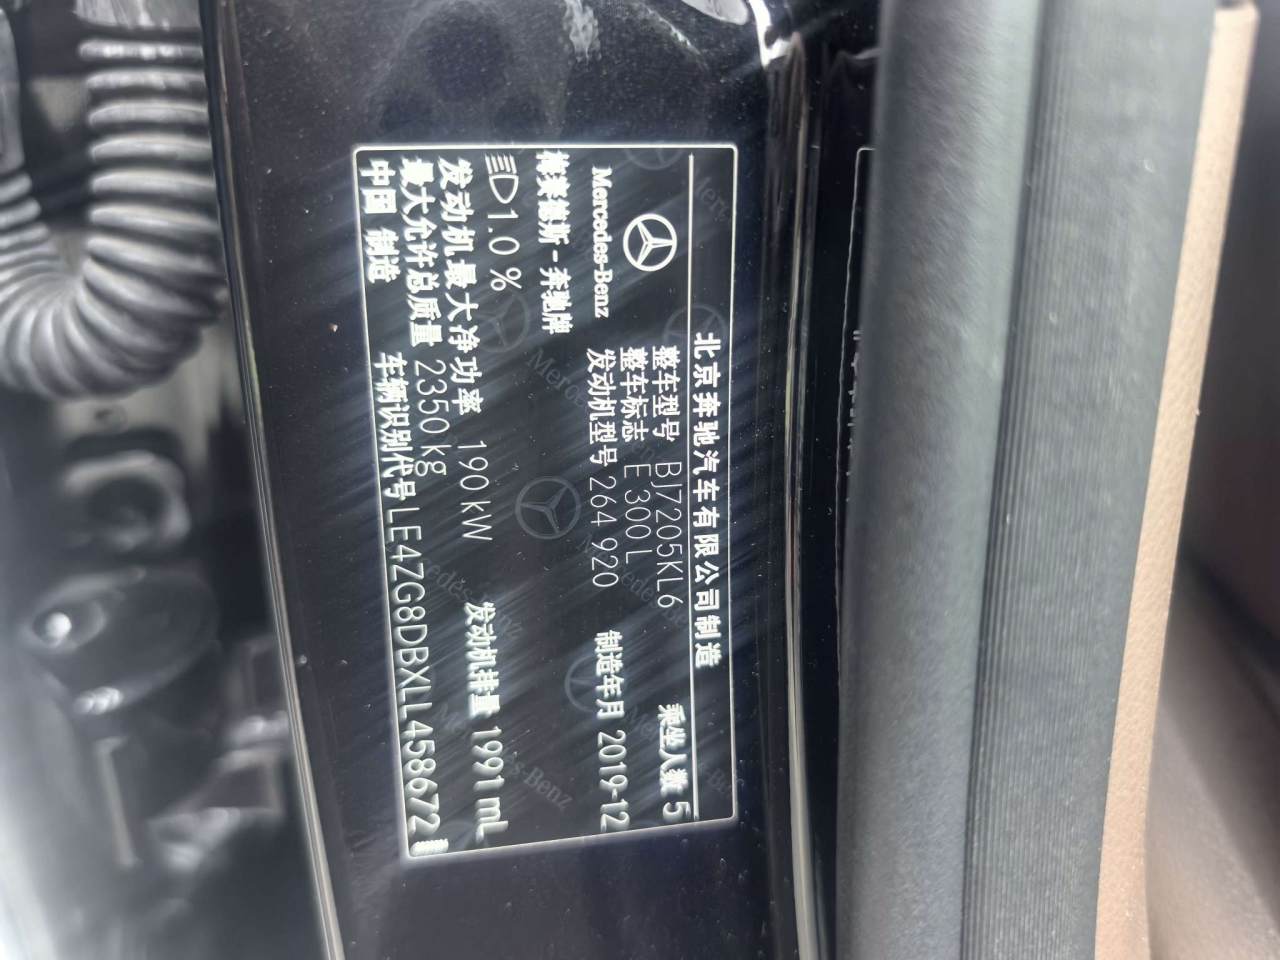 北京奔驰汽车有限公司制造
Mercedes-Benz
梅赛德斯-奔驰牌
整车型号 BJ7205KL6 乘坐人数 5
整车标志 E 300 L
发动机型号 264 920 制造年月 2019-12
1.0 %
发动机最大净功率 190 kW 发动机排量 1991 mL
最大允许总质量 2350 kg
中国 制造 车辆识别代号 LE4ZG8DBXLL458672